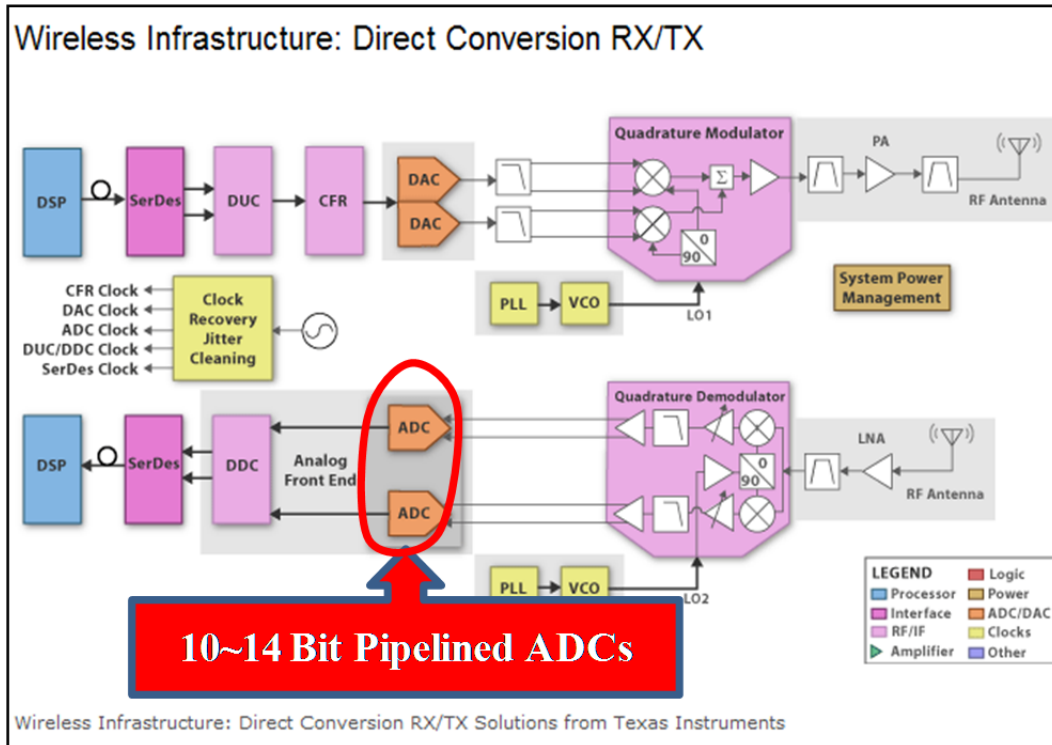 Wireless Infrastructure: Direct Conversion RX/TX
DSP
SerDes
DUC
CFR
DAC
DAC
Quadrature Modulator
Σ
0
90
PA
RF Antenna
CFR Clock
DAC Clock
ADC Clock
DUC/DDC Clock
SerDes Clock
Clock
Recovery
Jitter
Cleaning
PLL
VCO
LO1
System Power
Management
DSP
SerDes
DDC
Analog
Front End
ADC
ADC
Quadrature Demodulator
0
90
LNA
RF Antenna
PLL
VCO
LO2
10~14 Bit Pipelined ADCs
LEGEND
Processor
Interface
RF/IF
Amplifier
Logic
Power
ADC/DAC
Clocks
Other
Wireless Infrastructure: Direct Conversion RX/TX Solutions from Texas Instruments